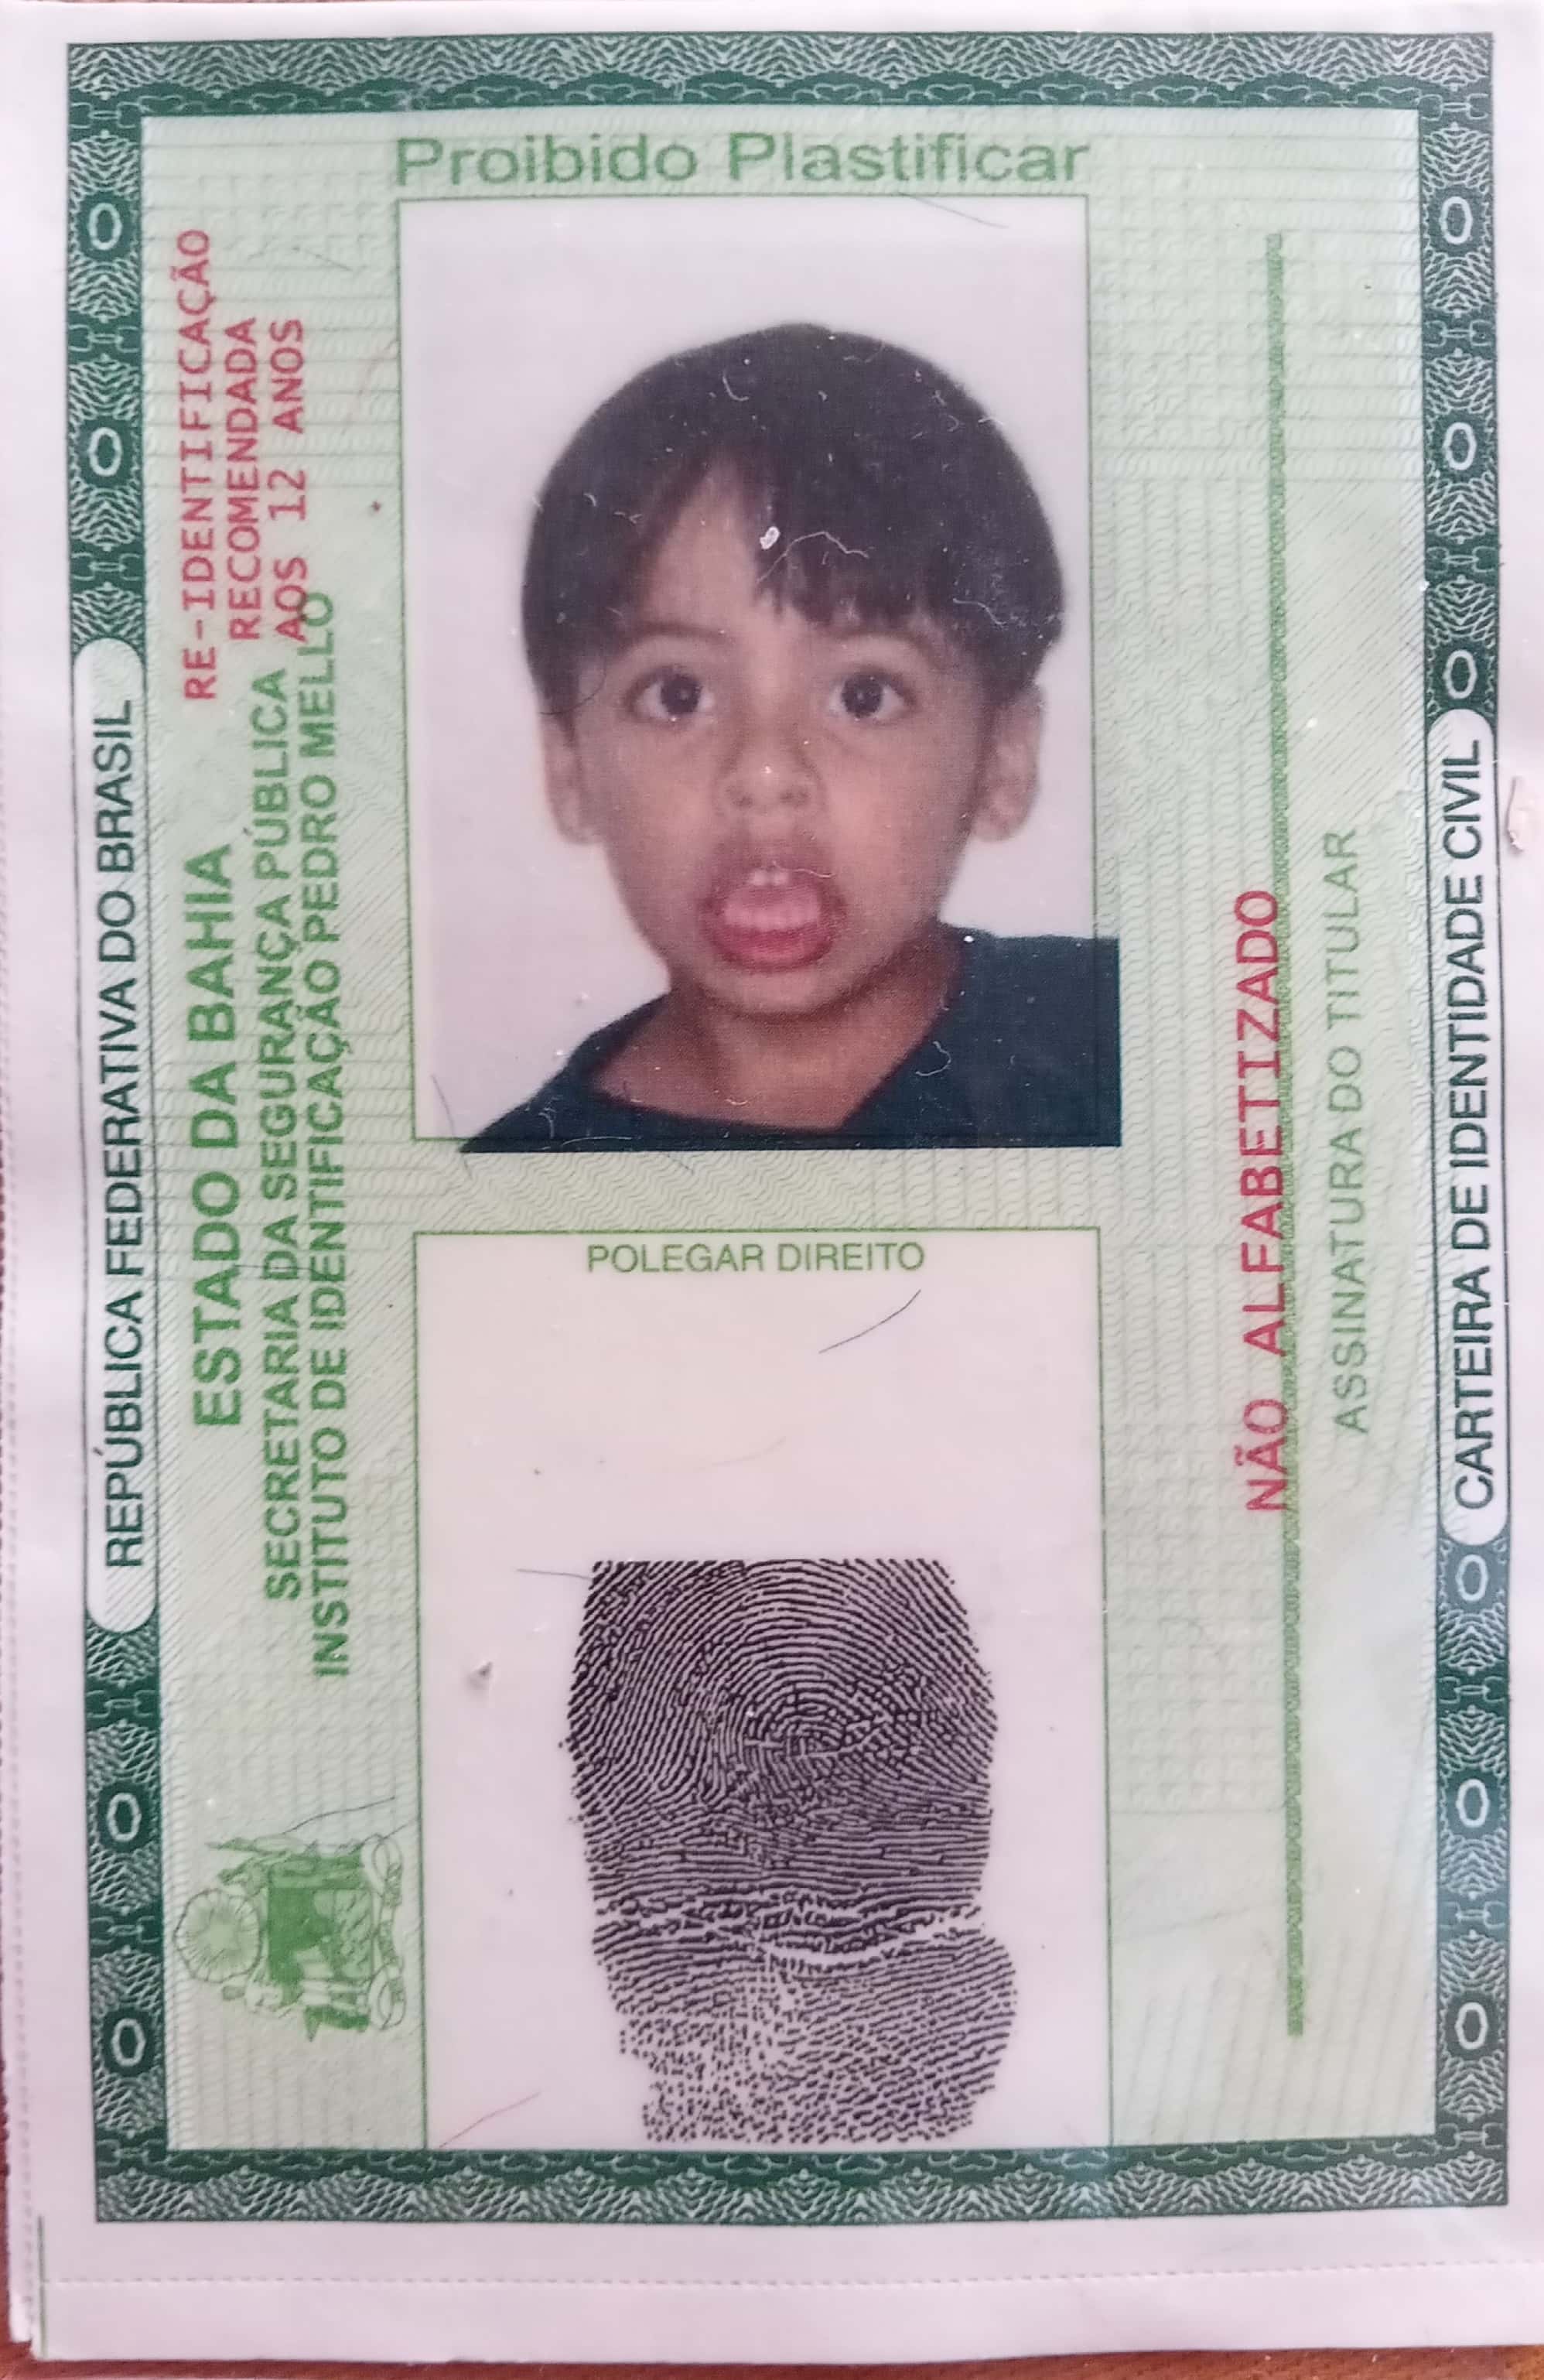 REPÚBLICA FEDERATIVA DO BRASIL
ESTADO DA BAHIA
SECRETARIA DA SEGURANÇA PÚBLICA
INSTITUTO DE IDENTIFICAÇÃO PEDRO MELLO
RE-IDENTIFICAÇÃO
RECOMENDADA
AOS 12 ANOS
Proibido Plastificar
POLEGAR DIREITO
NÃO ALFABETIZADO
ASSINATURA DO TITULAR
CARTEIRA DE IDENTIDADE CIVIL